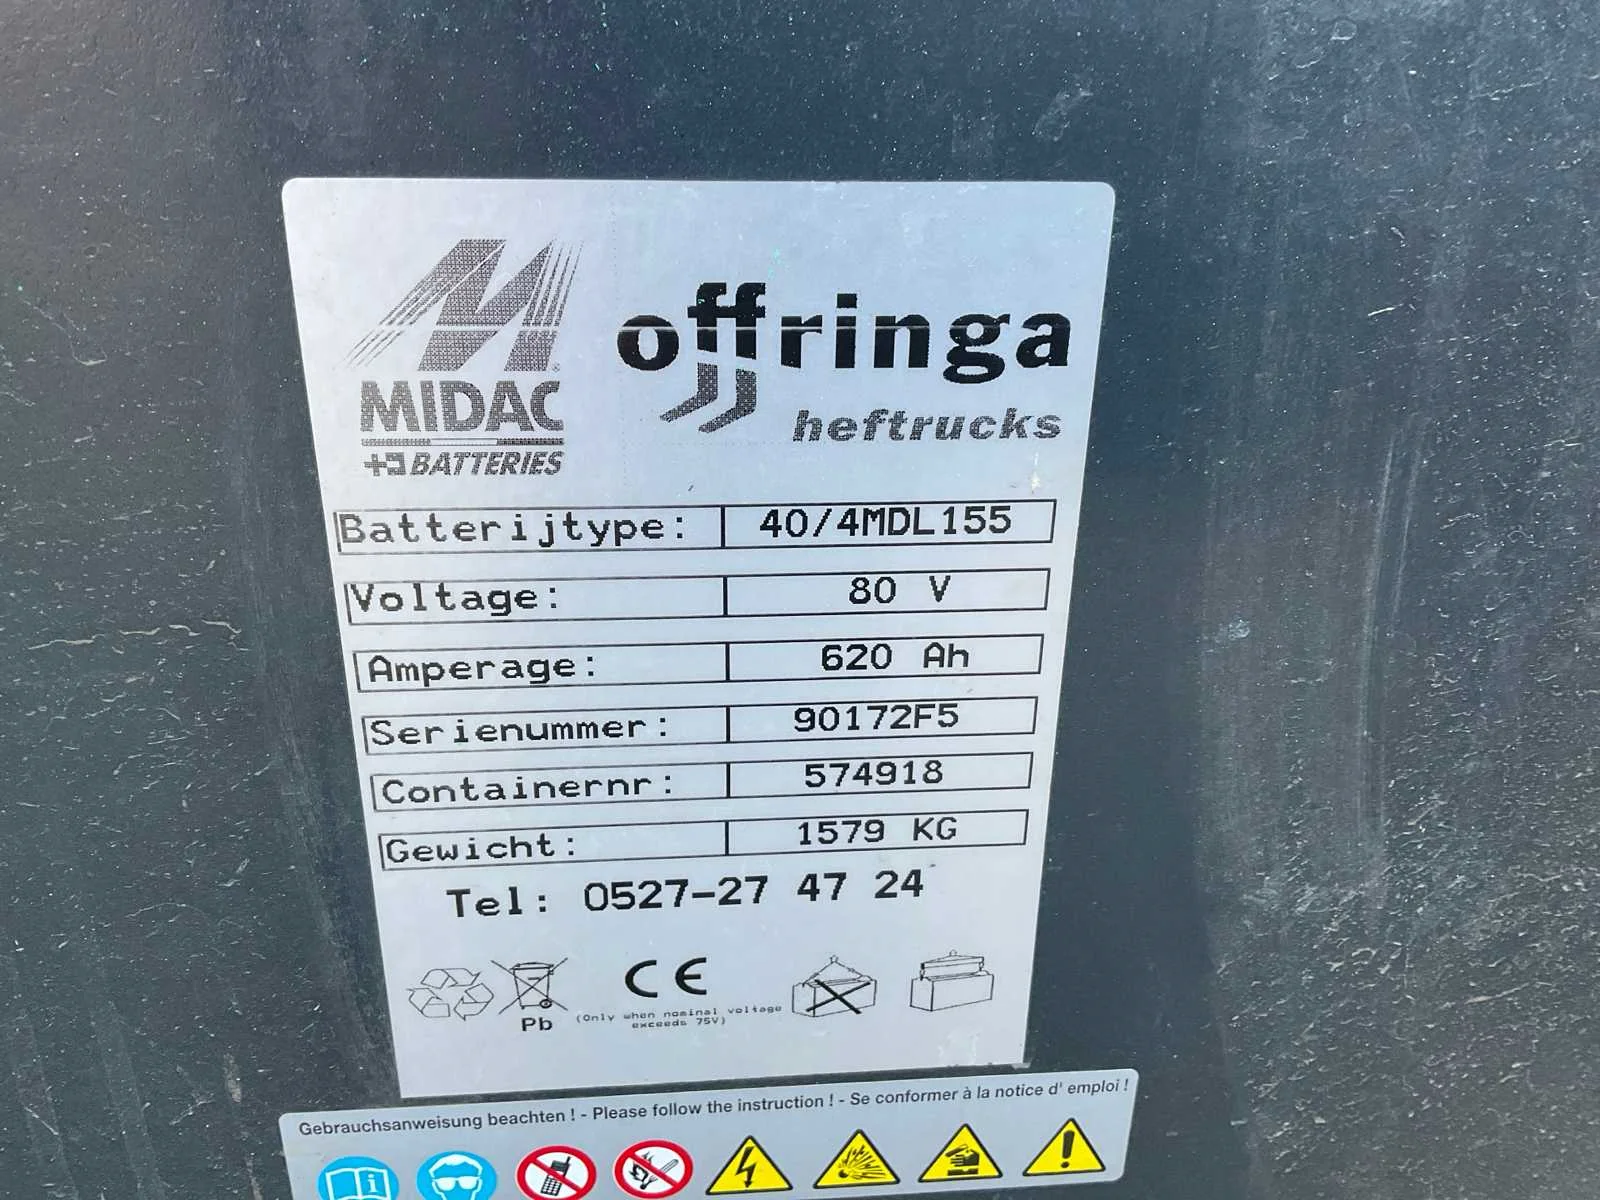 MIDAC
BATTERIES
offringa
heftrucks
Batterijtype: 40/4MDL155
Voltage: 80 V
Amperage: 620 Ah
Serienummer: 90172F5
Containernr: 574918
Gewicht: 1579 KG
Tel: 0527-27 47 24
CE
Pb
(Only when nominal voltage
exceeds 75V)
Gebrauchsanweisung beachten ! - Please follow the instruction ! - Se conformer à la notice d' emploi !